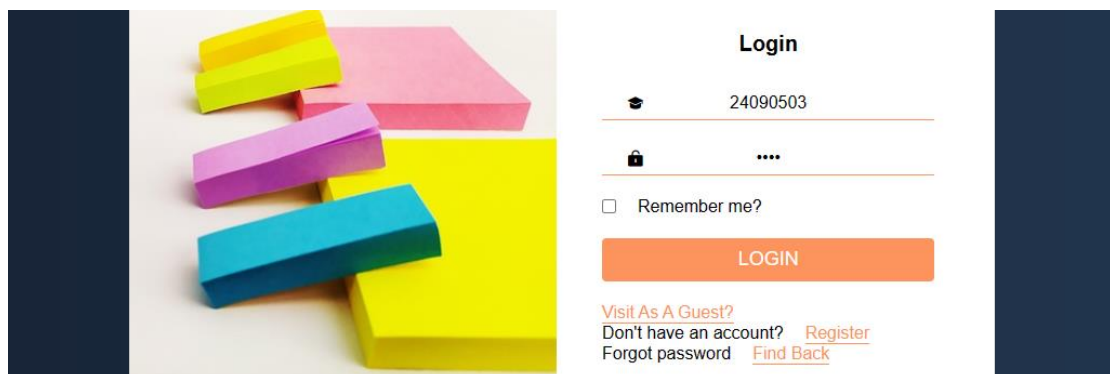 Login
24090503
••••
Remember me?
LOGIN
Visit As A Guest?
Don't have an account? Register
Forgot password Find Back